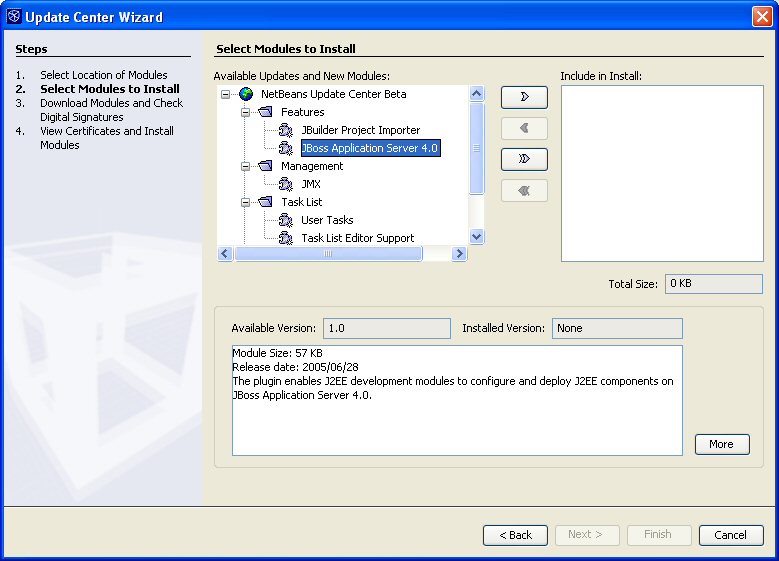 Update Center Wizard
Steps
1. Select Location of Modules
2. Select Modules to Install
3. Download Modules and Check
Digital Signatures
4. View Certificates and Install
Modules
Select Modules to Install
Available Updates and New Modules:
NetBeans Update Center Beta
Features
JBuilder Project Importer
JBoss Application Server 4.0
Management
JMX
Task List
User Tasks
Task List Editor Support
Include in Install:
Total Size: 0 KB
Available Version: 1.0 Installed Version: None
Module Size: 57 KB
Release date: 2005/06/28
The plugin enables J2EE development modules to configure and deploy J2EE components on
JBoss Application Server 4.0.
More
< Back Next > Finish Cancel